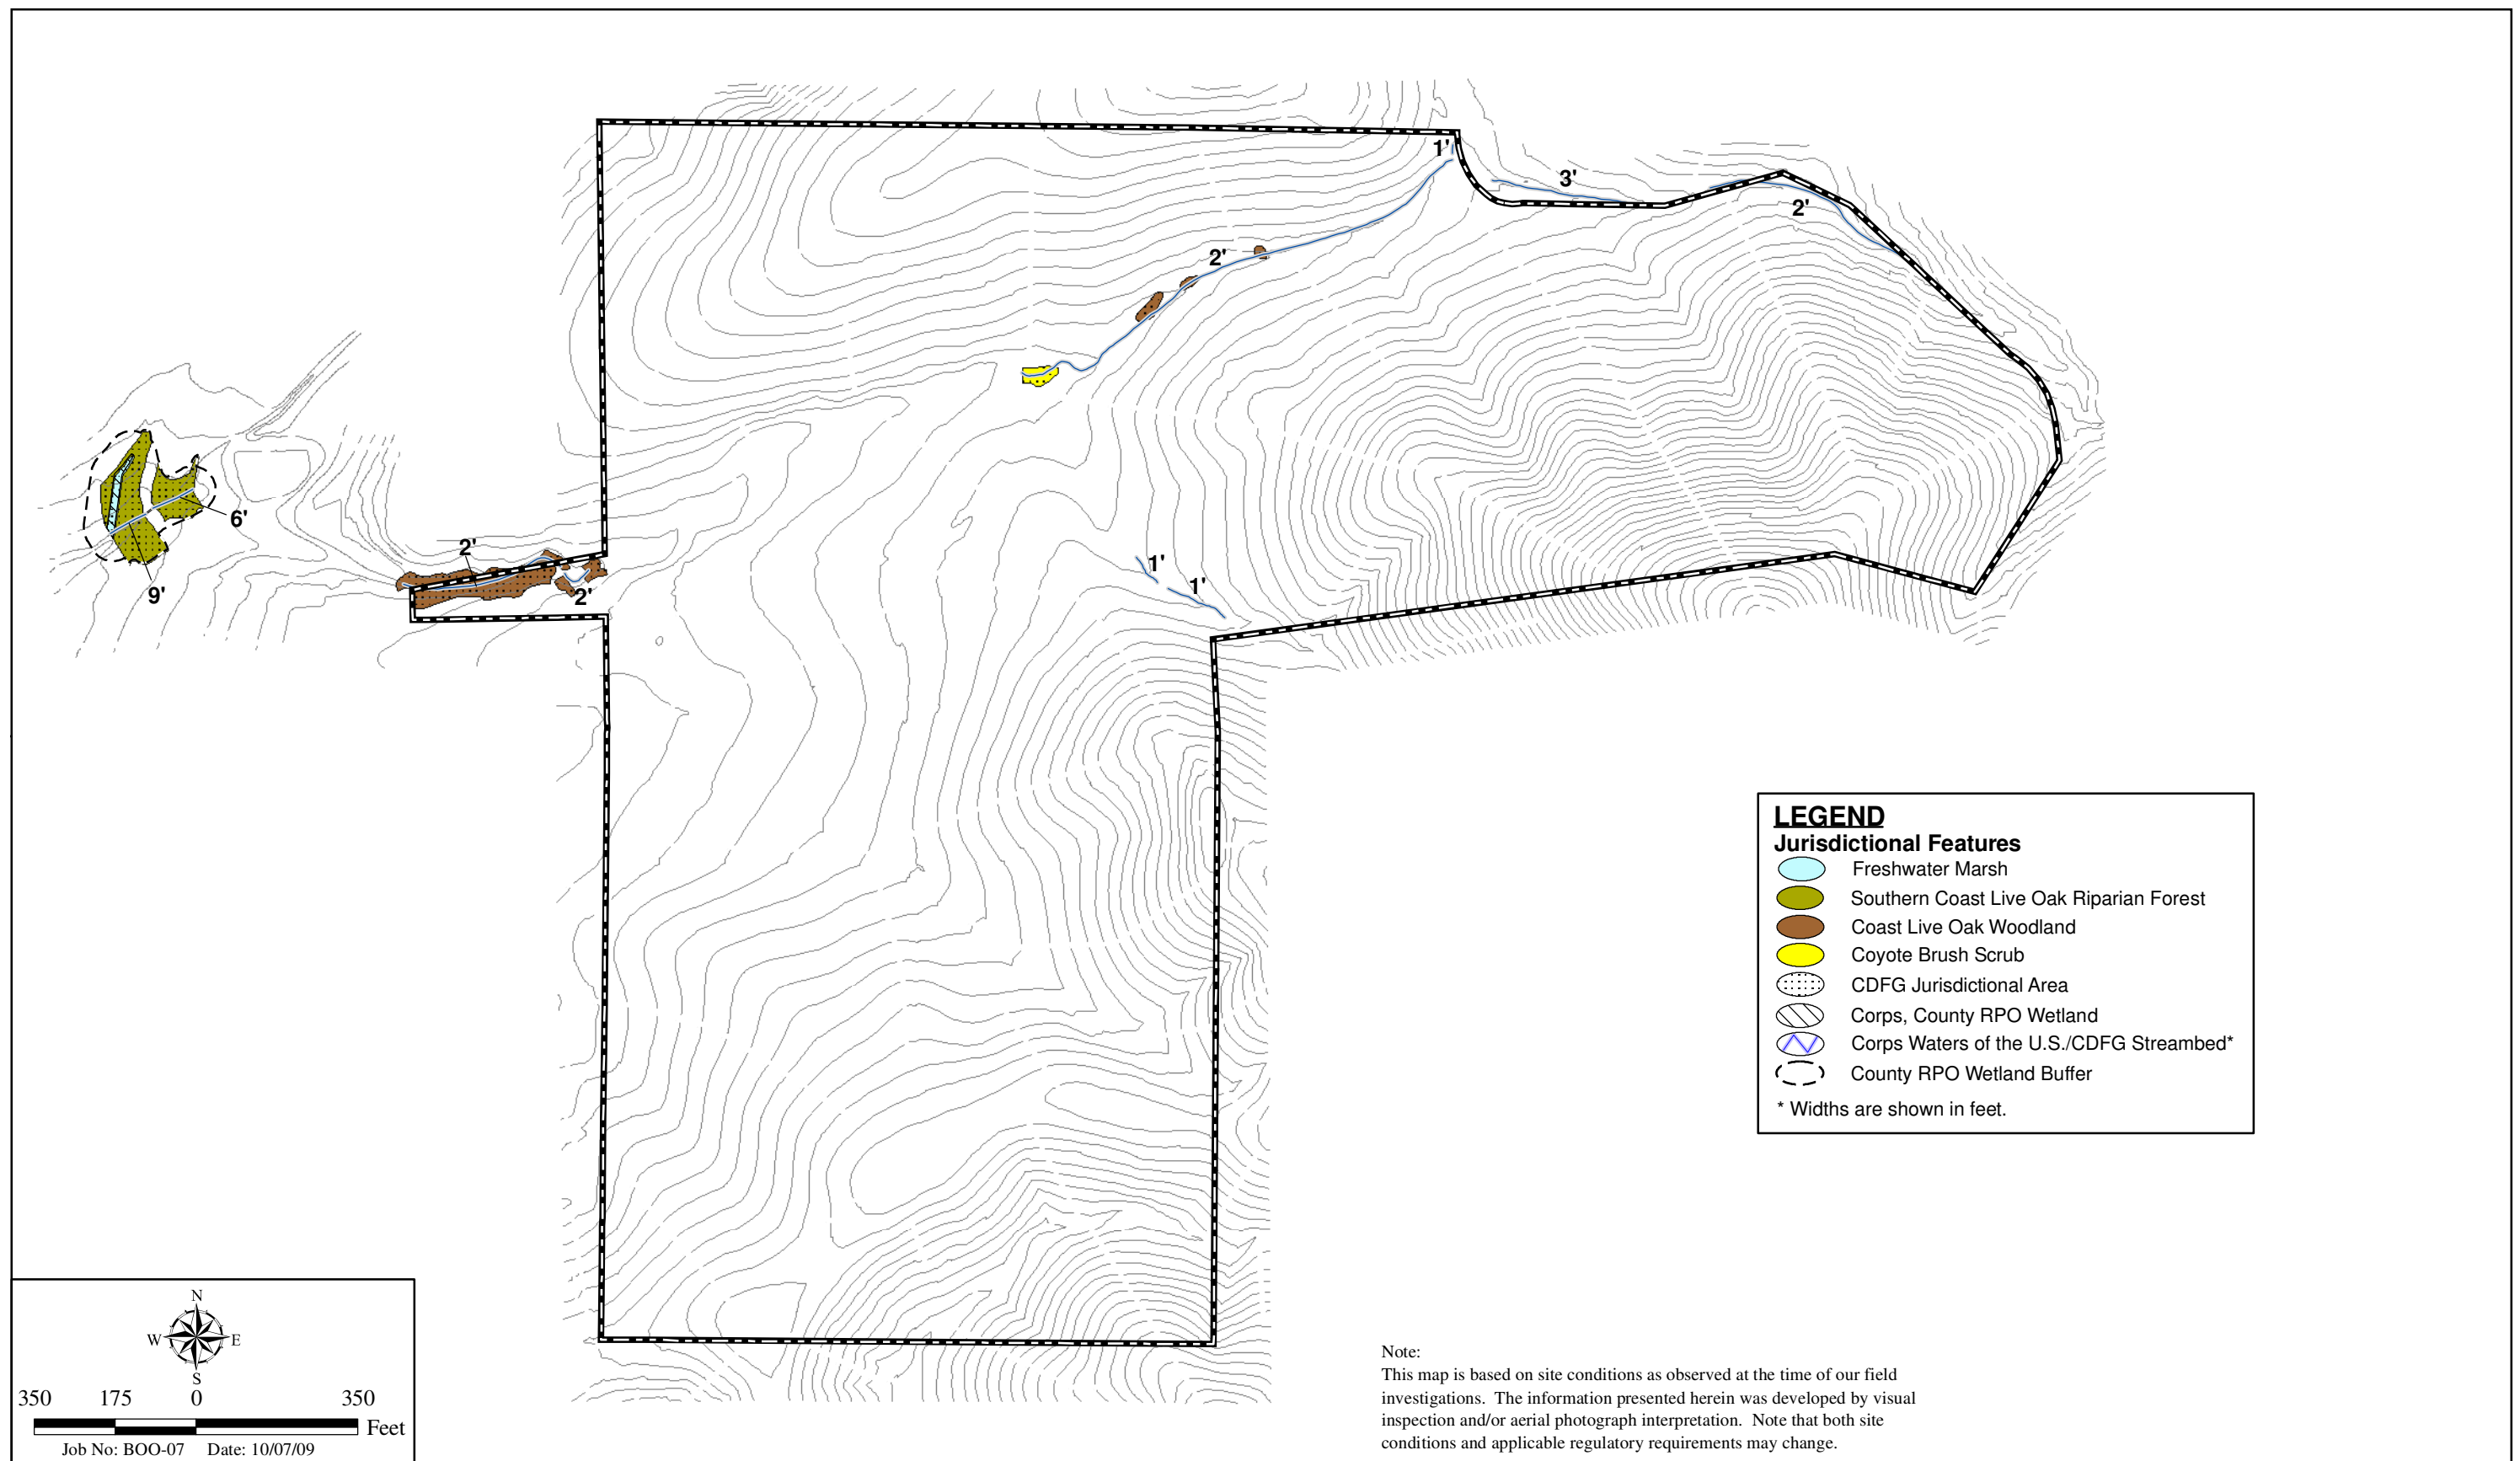 1'
3'
2'
2'
6'
2'
9'
2'
1'
1'
LEGEND
Jurisdictional Features
Freshwater Marsh
Southern Coast Live Oak Riparian Forest
Coast Live Oak Woodland
Coyote Brush Scrub
CDFG Jurisdictional Area
Corps, County RPO Wetland
Corps Waters of the U.S./CDFG Streambed*
County RPO Wetland Buffer
* Widths are shown in feet.
N
W E
S
350 175 0 350
Feet
Job No: BOO-07 Date: 10/07/09
Note:
This map is based on site conditions as observed at the time of our field
investigations. The information presented herein was developed by visual
inspection and/or aerial photograph interpretation. Note that both site
conditions and applicable regulatory requirements may change.